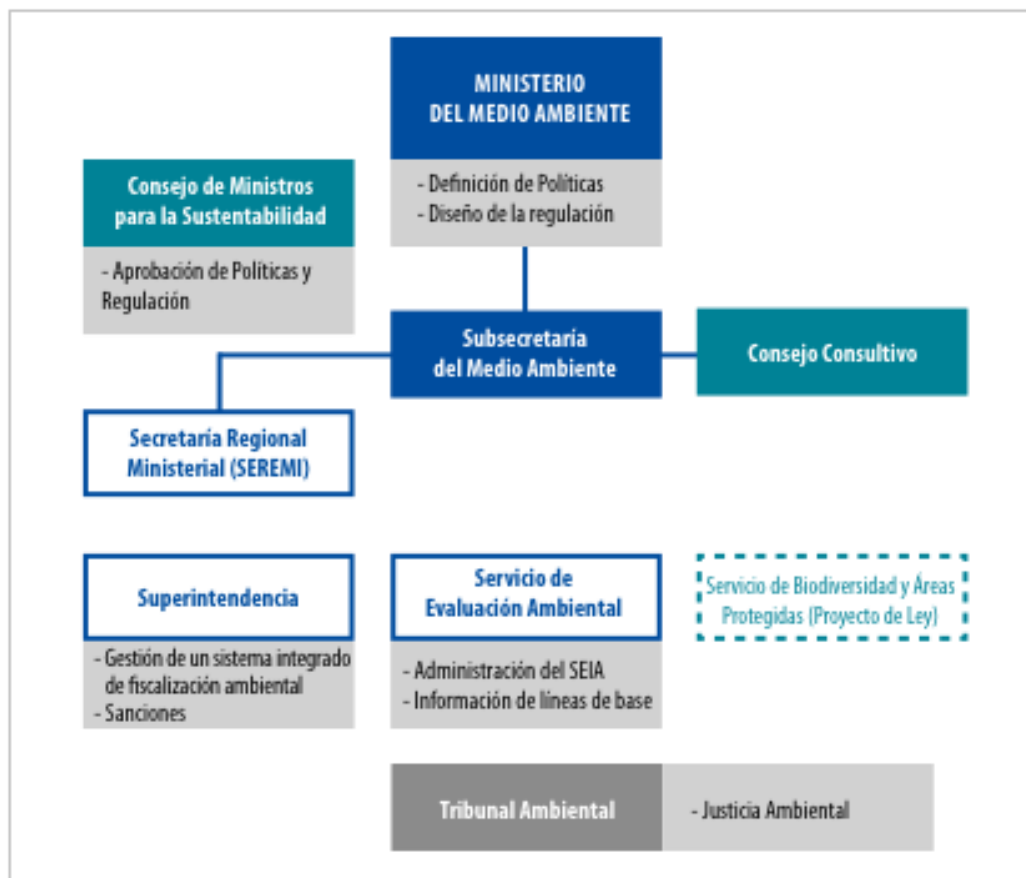 MINISTERIO
DEL MEDIO AMBIENTE
- Definición de Políticas
- Diseño de la regulación
Consejo de Ministros
para la Sustentabilidad
- Aprobación de Políticas y
Regulación
Subsecretaría
del Medio Ambiente
Consejo Consultivo
Secretaría Regional
Ministerial (SEREMI)
Superintendencia
- Gestión de un sistema integrado
de fiscalización ambiental
- Sanciones
Servicio de
Evaluación Ambiental
- Administración del SEIA
- Información de líneas de base
Servicio de Biodiversidad y Áreas
Protegidas (Proyecto de Ley)
Tribunal Ambiental
- Justicia Ambiental